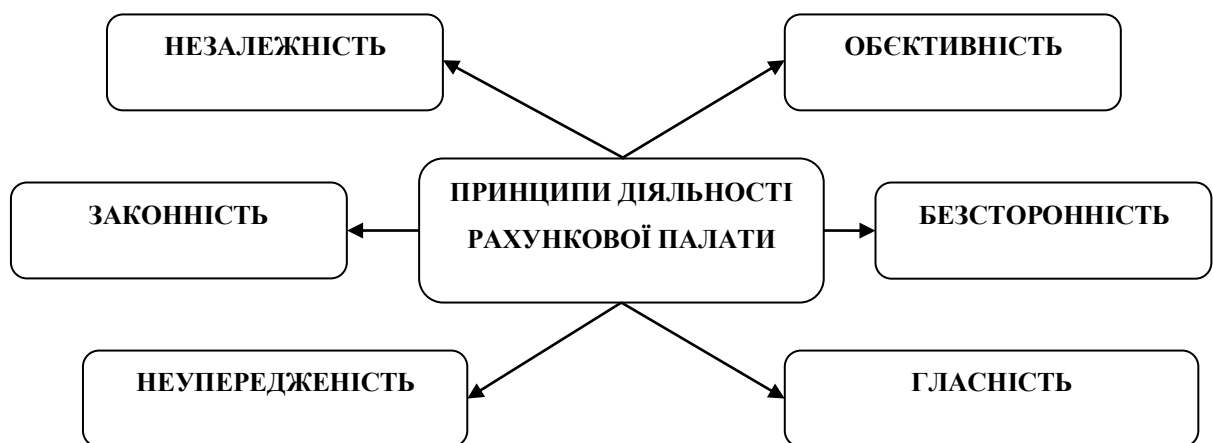 НЕЗАЛЕЖНІСТЬ
ОБЄКТИВНІСТЬ
ПРИНЦИПИ ДІЯЛЬНОСТІ
РАХУНКОВОЇ ПАЛАТИ
ЗАКОННІСТЬ
БЕЗСТОРОННІСТЬ
НЕУПЕРЕДЖЕНІСТЬ
ГЛАСНІСТЬ